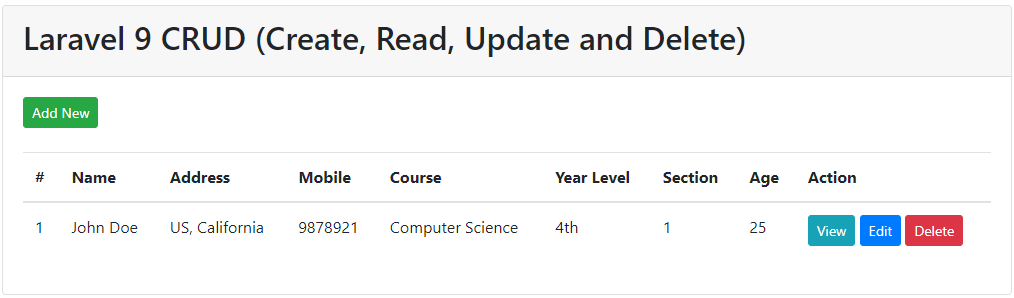 Laravel 9 CRUD (Create, Read, Update and Delete)
Add New
# Name Address Mobile Course Year Level Section Age Action
1 John Doe US, California 9878921 Computer Science 4th 1 25 View Edit Delete